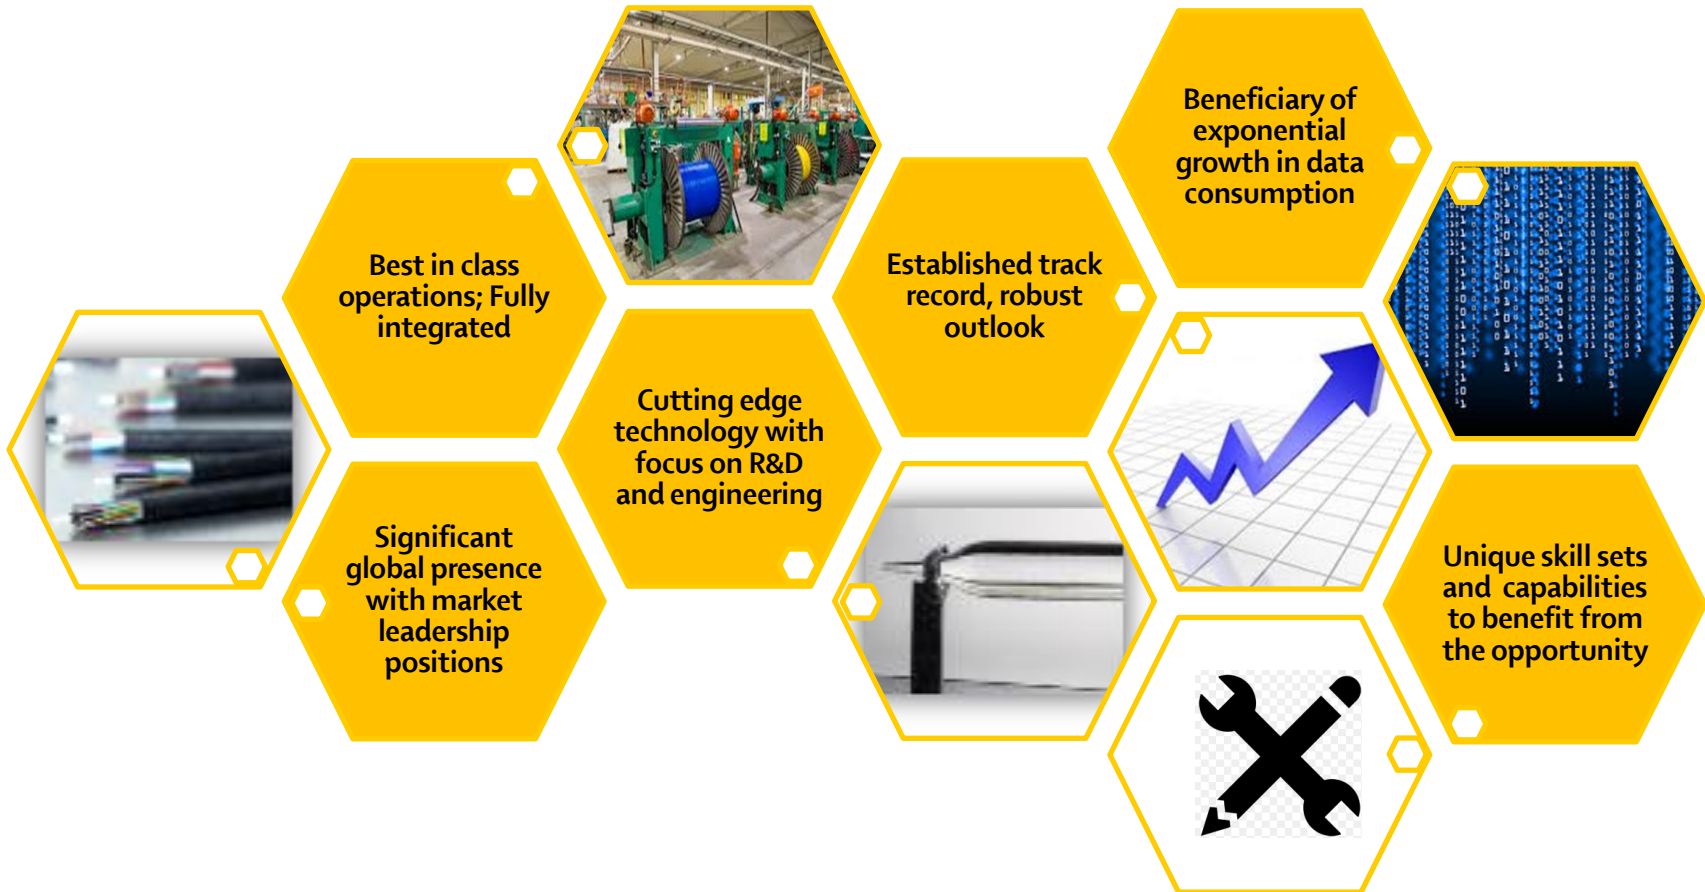 Best in class
operations; Fully
integrated
Significant
global presence
with market
leadership
positions
Cutting edge
technology with
focus on R&D
and engineering
Established track
record, robust
outlook
Beneficiary of
exponential
growth in data
consumption
Unique skill sets
and capabilities
to benefit from
the opportunity